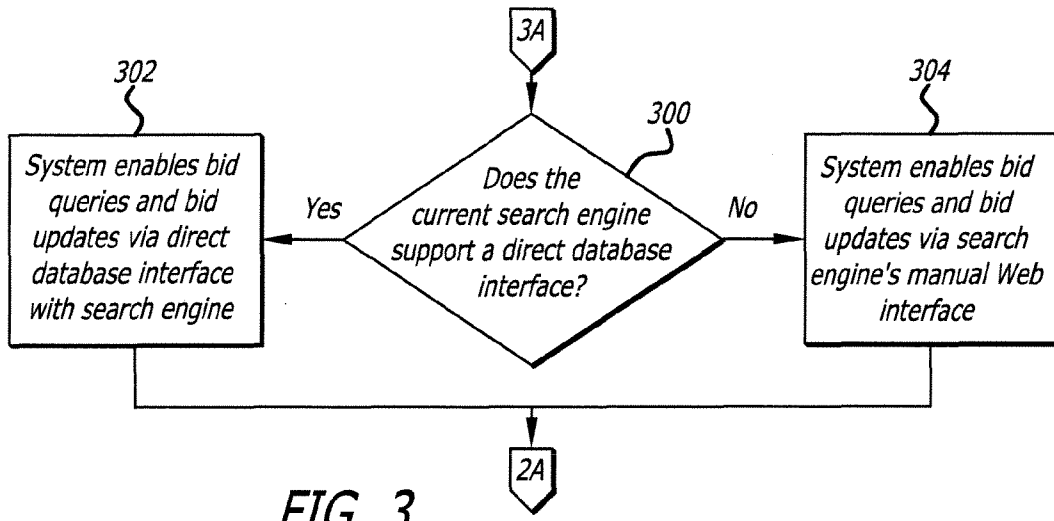 3A
302
System enables bid
queries and bid
updates via direct
database interface
with search engine
Yes
300
Does the
current search engine
support a direct database
interface?
No
304
System enables bid
queries and bid
updates via search
engine's manual Web
interface
2A
FIG. 3